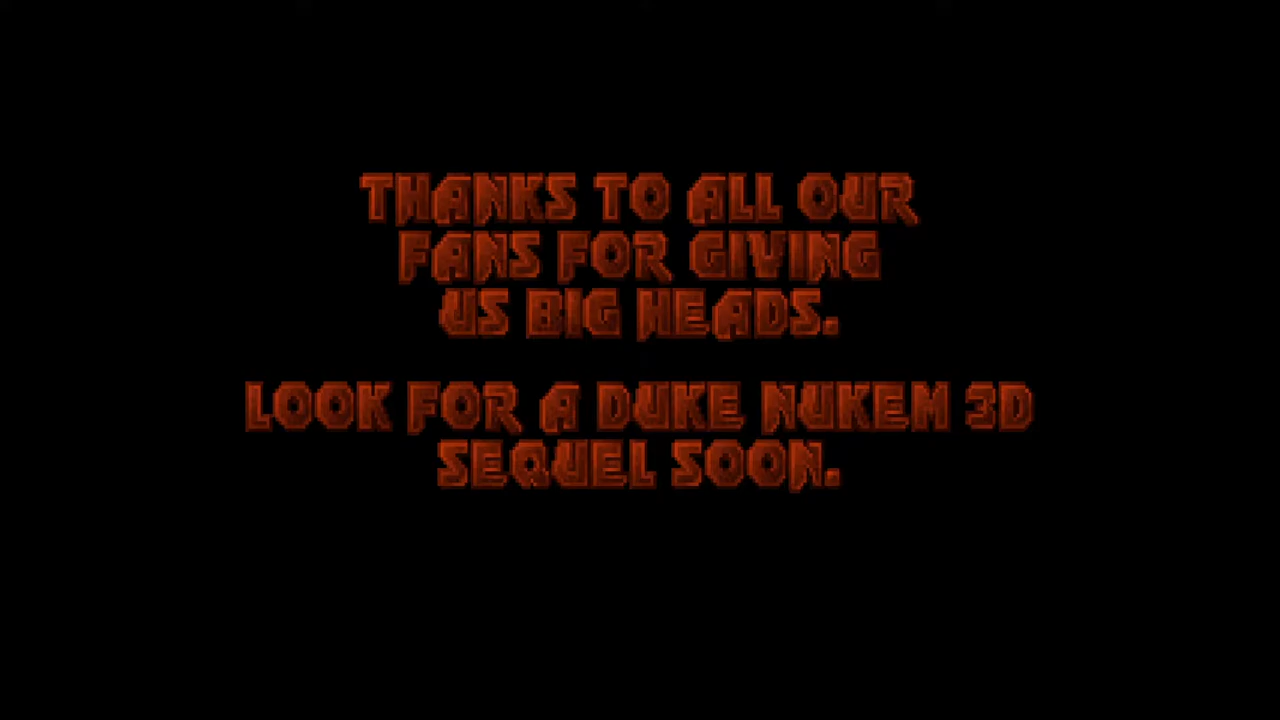 THANKS TO ALL OUR
FANS FOR GIVING
US BIG HEADS.
LOOK FOR A DUKE NUKEM 3D
SEQUEL SOON.